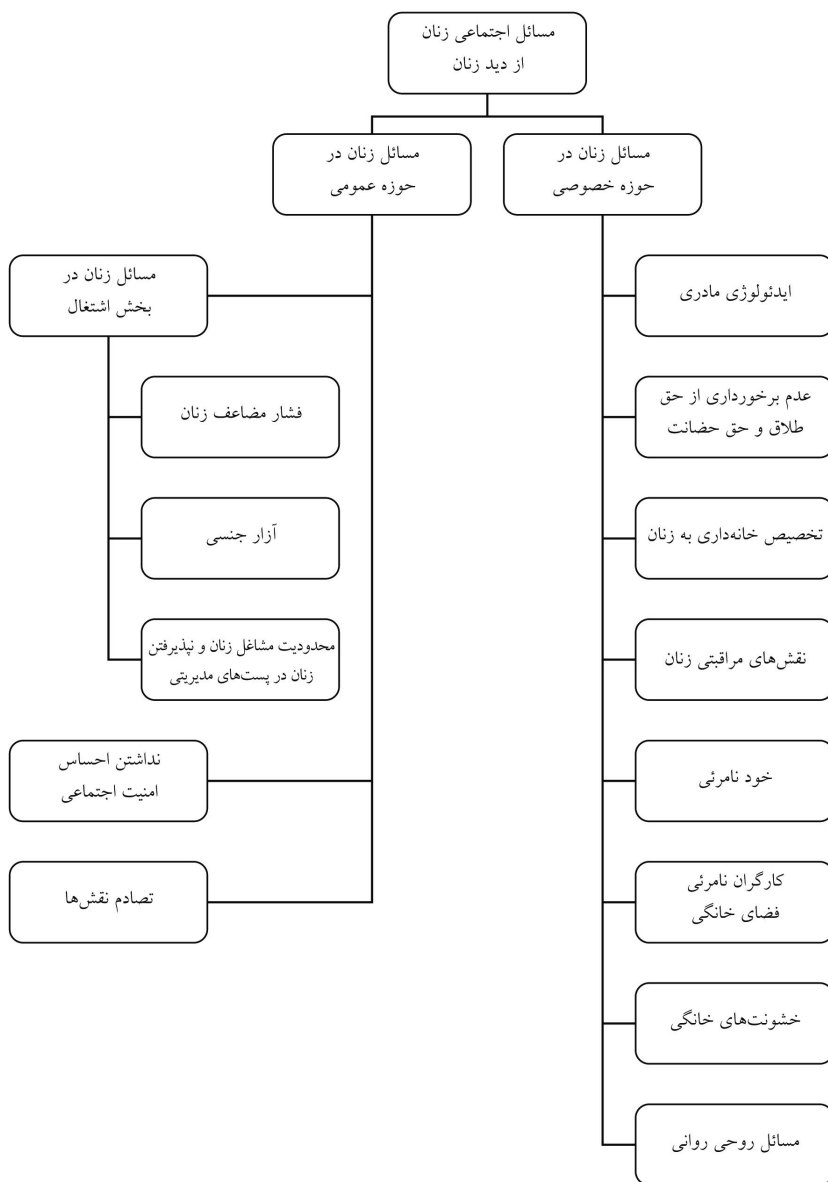 مسائل اجتماعی زنان
از دید زنان
مسائل زنان در
حوزه خصوصی
مسائل زنان در
حوزه عمومی
ایدئولوژی مادری
عدم برخورداری از حق
طلاق و حق حضانت
تخصیص خانه‌داری به زنان
نقش‌های مراقبتی زنان
خود نامرئی
کارگران نامرئی
فضای خانگی
خشونت‌های خانگی
مسائل روحی روانی
مسائل زنان در
بخش اشتغال
فشار مضاعف زنان
آزار جنسی
محدودیت مشاغل زنان و نپذیرفتن
زنان در پست‌های مدیریتی
نداشتن احساس
امنیت اجتماعی
تصادم نقش‌ها